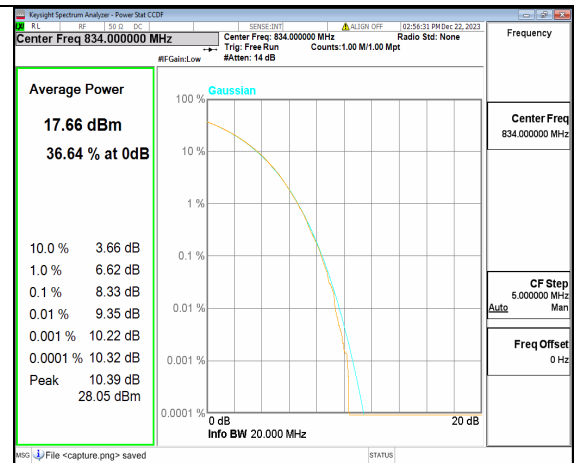 Keysight Spectrum Analyzer - Power Stat CCDF
RL RF 50 Ω DC SENSE:INT ALIGN OFF 02:56:31 PM Dec 22, 2023
Center Freq 834.000000 MHz
Center Freq: 834.000000 MHz Radio Std: None
Trig: Free Run Counts:1.00 M/1.00 Mpt
#IFGain:Low #Atten: 14 dB
Frequency
Average Power
17.66 dBm
36.64 % at 0dB
10.0 % 3.66 dB
1.0 % 6.62 dB
0.1 % 8.33 dB
0.01 % 9.35 dB
0.001 % 10.22 dB
0.0001 % 10.32 dB
Peak 10.39 dB
28.05 dBm
Gaussian
100 %
10 %
1 %
0.1 %
0.01 %
0.001 %
0.0001 %
0 dB 20 dB
Info BW 20.000 MHz
Center Freq
834.000000 MHz
CF Step
5.000000 MHz
Auto Man
Freq Offset
0 Hz
MSG File <capture.png> saved STATUS